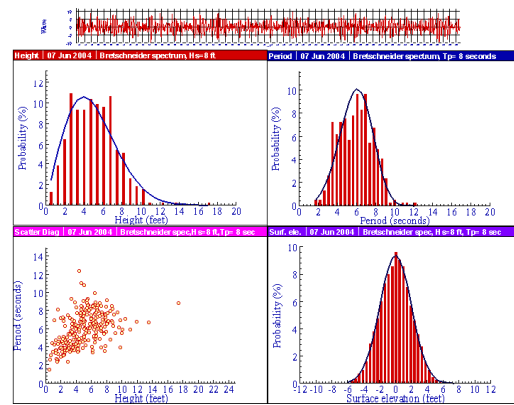 Wave
Height | 07 Jun 2004 | Bretschneider spectrum, Hs=8 ft
Probability (%)
12
10
8
6
4
2
0
0 2 4 6 8 10 12 14 16 18 20
Height (feet)
Period | 07 Jun 2004 | Bretschneider spectrum, Tp= 8 seconds
Probability (%)
10
8
6
4
2
0
0 2 4 6 8 10 12 14 16 18 20
Period (seconds)
Scatter Diag | 07 Jun 2004 | Bretschneider spec,Hs=8 ft,Tp= 8 sec
Period (seconds)
14
12
10
8
6
4
2
0
0 2 4 6 8 10 12 14 16 18 20 22 24
Height (feet)
Surf. ele. | 07 Jun 2004 | Bretschneider spec, Hs=8 ft,Tp= 8 sec
Probability (%)
10
8
6
4
2
0
-12 -10 -8 -6 -4 -2 0 2 4 6 8 10 12
Surface elevation (feet)